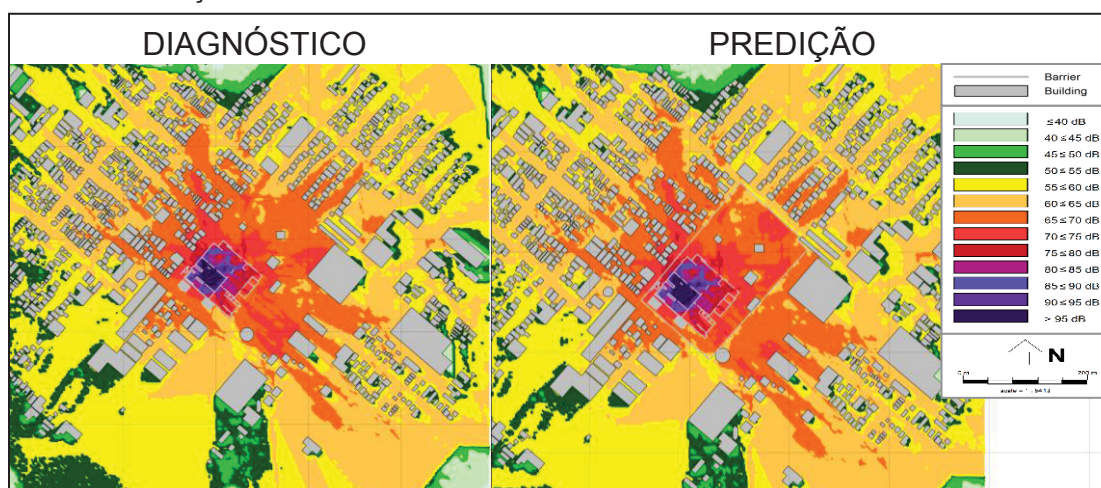 DIAGNÓSTICO
PREDIÇÃO
Barrier
Building
≤40 dB
40≤45 dB
45≤50 dB
50≤55 dB
55≤60 dB
60≤65 dB
65≤70 dB
70≤75 dB
75≤80 dB
80≤85 dB
85≤90 dB
90≤95 dB
> 95 dB
N
0 m
200 m